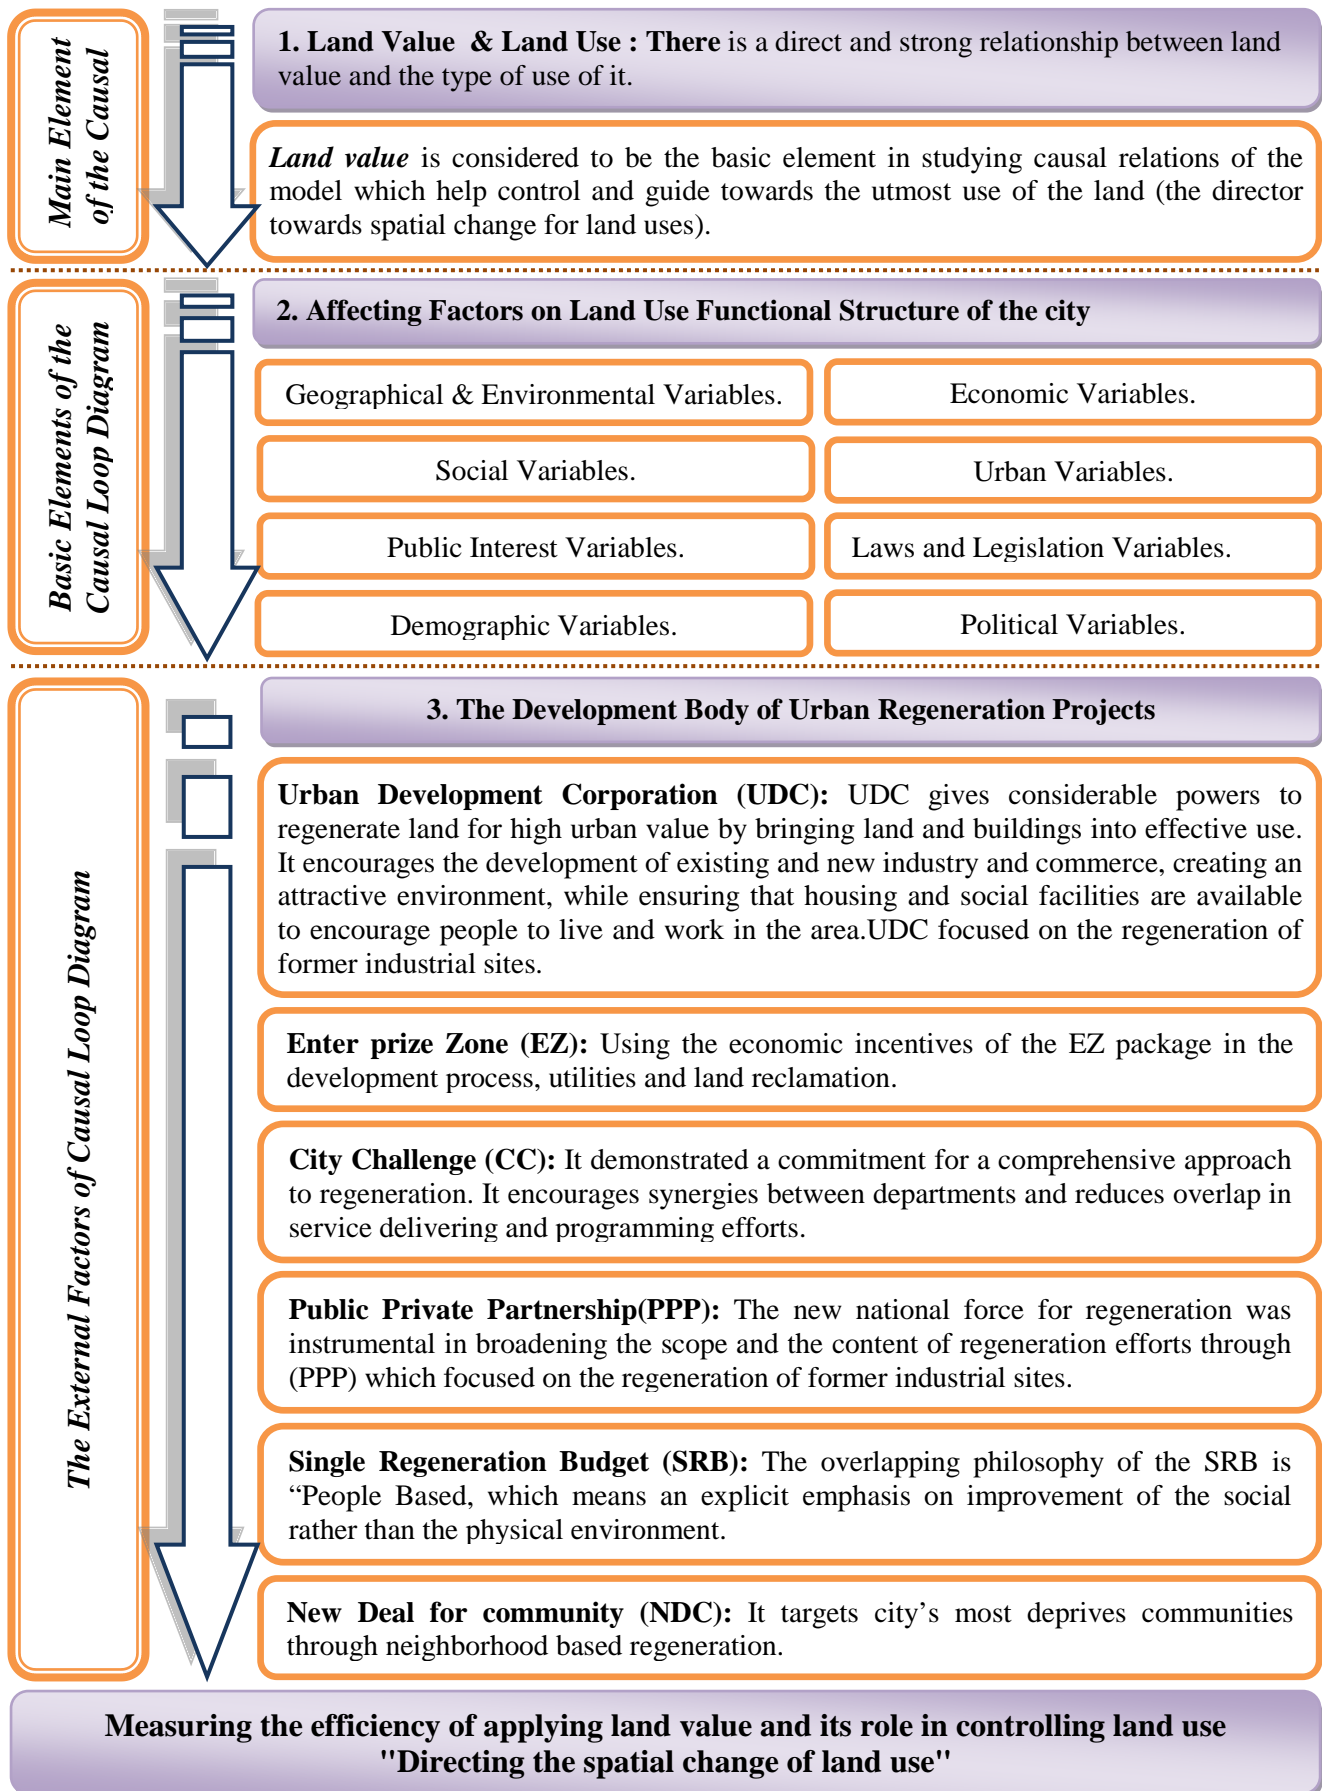 Main Element
of the Causal
1. Land Value & Land Use : There is a direct and strong relationship between land
value and the type of use of it.
Land value is considered to be the basic element in studying causal relations of the
model which help control and guide towards the utmost use of the land (the director
towards spatial change for land uses).
Basic Elements of the
Causal Loop Diagram
2. Affecting Factors on Land Use Functional Structure of the city
Geographical & Environmental Variables.
Economic Variables.
Social Variables.
Urban Variables.
Public Interest Variables.
Laws and Legislation Variables.
Demographic Variables.
Political Variables.
The External Factors of Causal Loop Diagram
3. The Development Body of Urban Regeneration Projects
Urban Development Corporation (UDC): UDC gives considerable powers to
regenerate land for high urban value by bringing land and buildings into effective use.
It encourages the development of existing and new industry and commerce, creating an
attractive environment, while ensuring that housing and social facilities are available
to encourage people to live and work in the area.UDC focused on the regeneration of
former industrial sites.
Enter prize Zone (EZ): Using the economic incentives of the EZ package in the
development process, utilities and land reclamation.
City Challenge (CC): It demonstrated a commitment for a comprehensive approach
to regeneration. It encourages synergies between departments and reduces overlap in
service delivering and programming efforts.
Public Private Partnership(PPP): The new national force for regeneration was
instrumental in broadening the scope and the content of regeneration efforts through
(PPP) which focused on the regeneration of former industrial sites.
Single Regeneration Budget (SRB): The overlapping philosophy of the SRB is
“People Based, which means an explicit emphasis on improvement of the social
rather than the physical environment.
New Deal for community (NDC): It targets city’s most deprives communities
through neighborhood based regeneration.
Measuring the efficiency of applying land value and its role in controlling land use
"Directing the spatial change of land use"